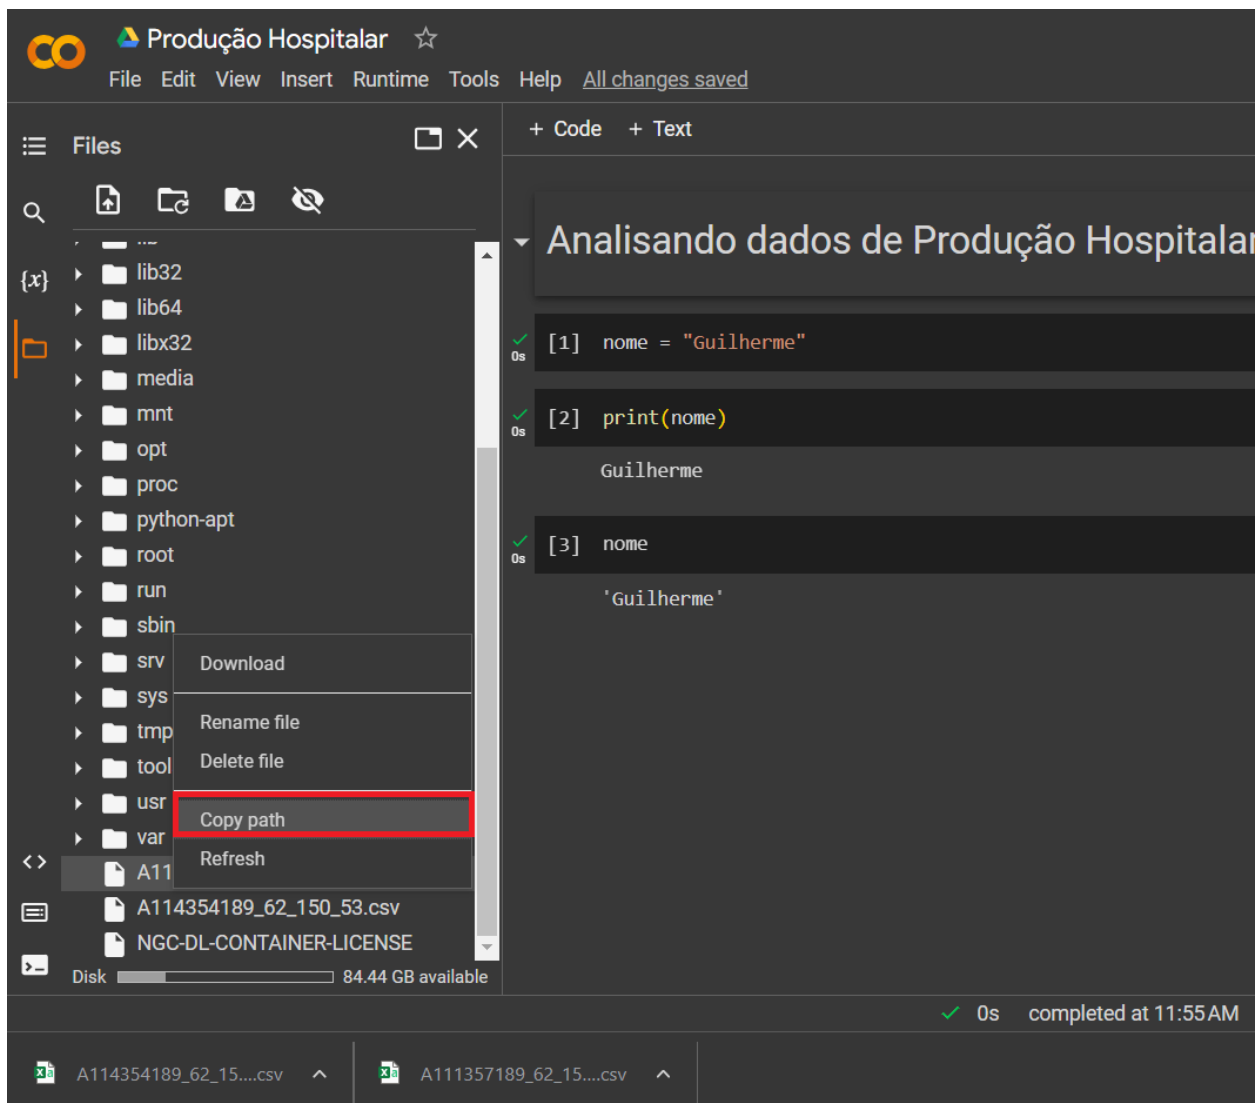 Produção Hospitalar
File Edit View Insert Runtime Tools Help All changes saved
Files
+ Code + Text
{x}
lib32
lib64
libx32
media
mnt
opt
proc
python-apt
root
run
sbin
srv
sys
tmp
tool
usr
var
A11
A114354189_62_150_53.csv
NGC-DL-CONTAINER-LICENSE
Disk 84.44 GB available
Download
Rename file
Delete file
Copy path
Refresh
Analisando dados de Produção Hospitalar
0s [1] nome = "Guilherme"
0s [2] print(nome)
Guilherme
0s [3] nome
'Guilherme'
0s completed at 11:55 AM
A114354189_62_15....csv
A111357189_62_15....csv